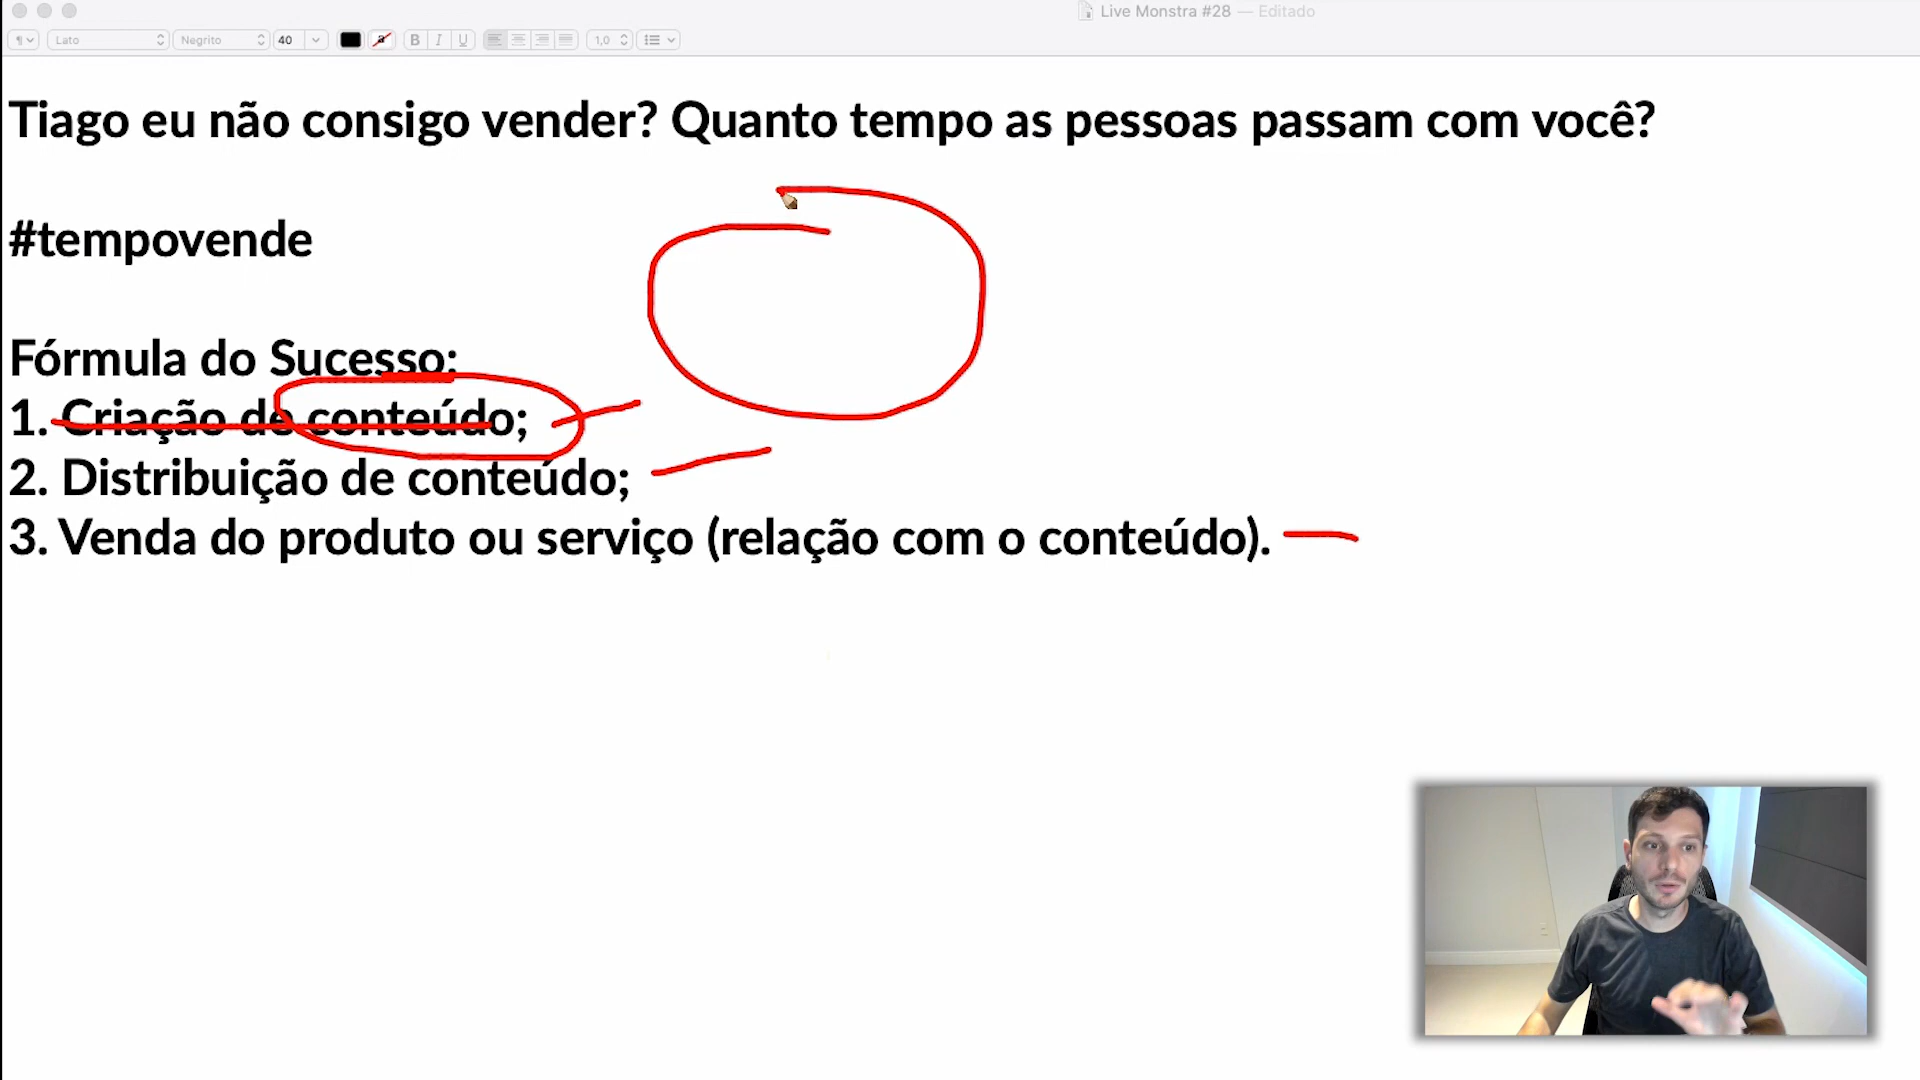 Live Monstra #28 — Editado
Lato
Negrito
40
a
B I U
1,0
Tiago eu não consigo vender? Quanto tempo as pessoas passam com você?
#tempovende
Fórmula do Sucesso:
1. Criação de conteúdo;
2. Distribuição de conteúdo;
3. Venda do produto ou serviço (relação com o conteúdo).